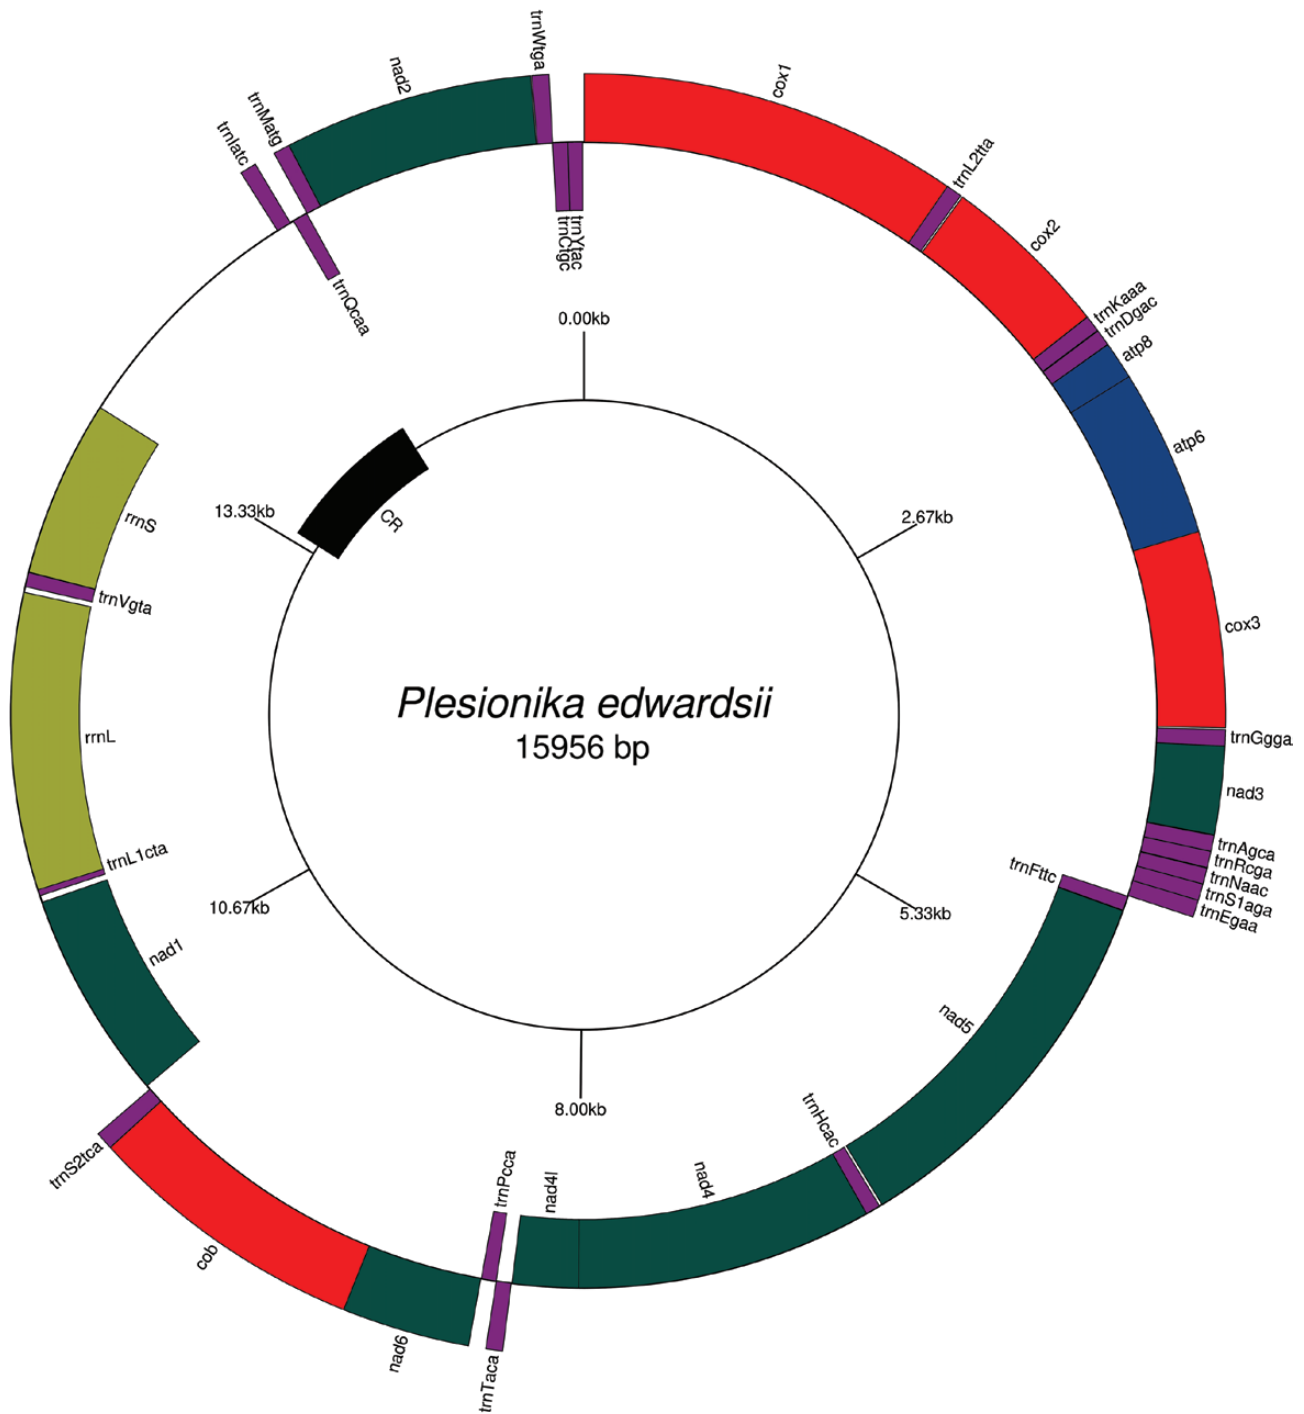 trnWtga
nad2
trnMatg
trnIatc
cox1
trnL2tta
cox2
trnKaaa
trnDgac
atp8
atp6
cox3
trnGgga
nad3
trnAgca
trnRcga
trnNaac
trnS1aga
trnEgaa
trnFttc
nad5
trnHcac
nad4
nad4l
trnPcca
trnTaca
nad6
cob
trnS2tca
nad1
trnL1cta
rrnL
trnVgta
rrnS
trnQcaa
trnCtgc
trnYtac
0.00kb
2.67kb
5.33kb
8.00kb
10.67kb
13.33kb
CR
Plesionika edwardsii
15956 bp